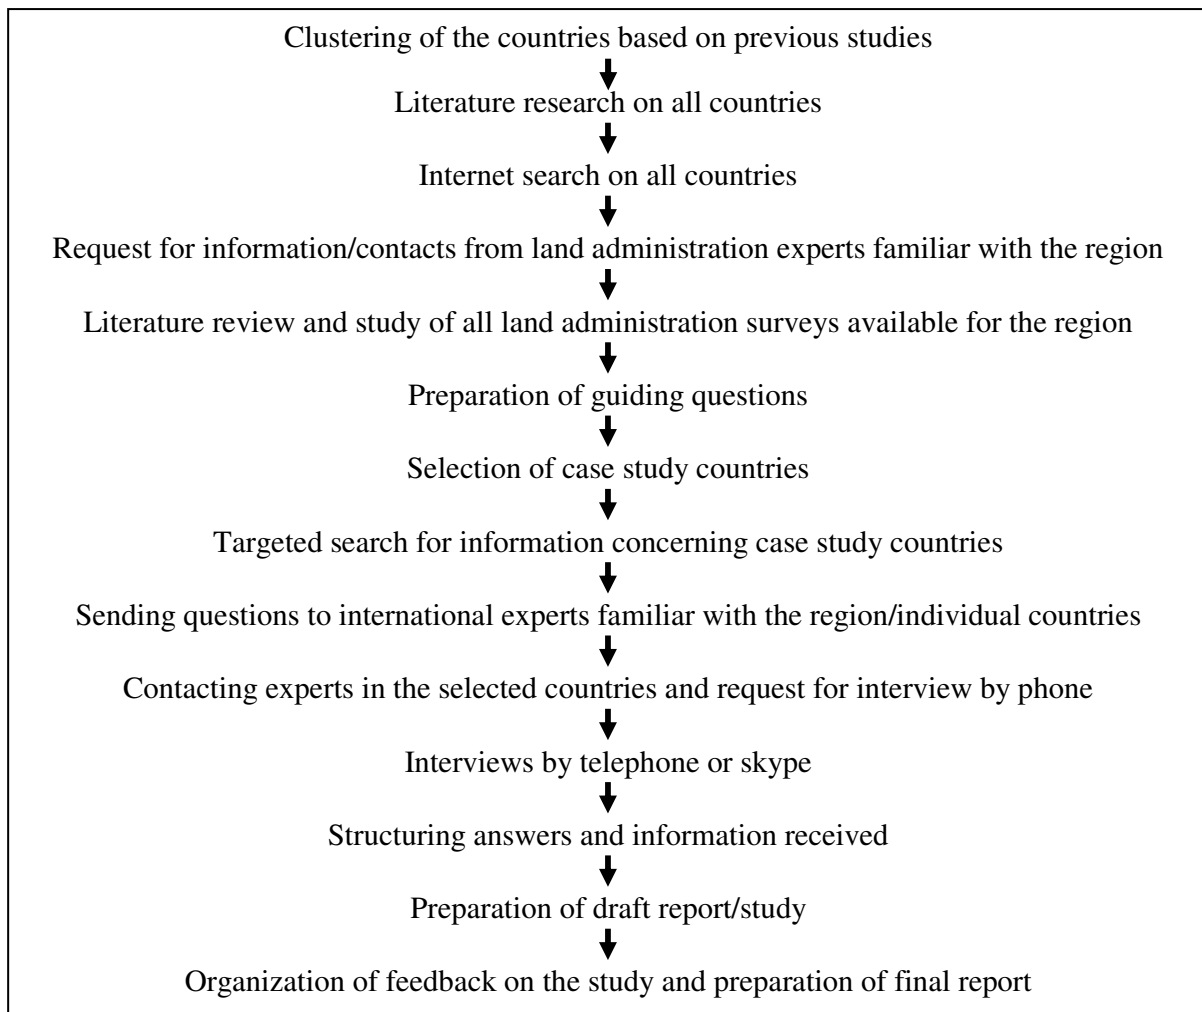 Clustering of the countries based on previous studies
Literature research on all countries
Internet search on all countries
Request for information/contacts from land administration experts familiar with the region
Literature review and study of all land administration surveys available for the region
Preparation of guiding questions
Selection of case study countries
Targeted search for information concerning case study countries
Sending questions to international experts familiar with the region/individual countries
Contacting experts in the selected countries and request for interview by phone
Interviews by telephone or skype
Structuring answers and information received
Preparation of draft report/study
Organization of feedback on the study and preparation of final report